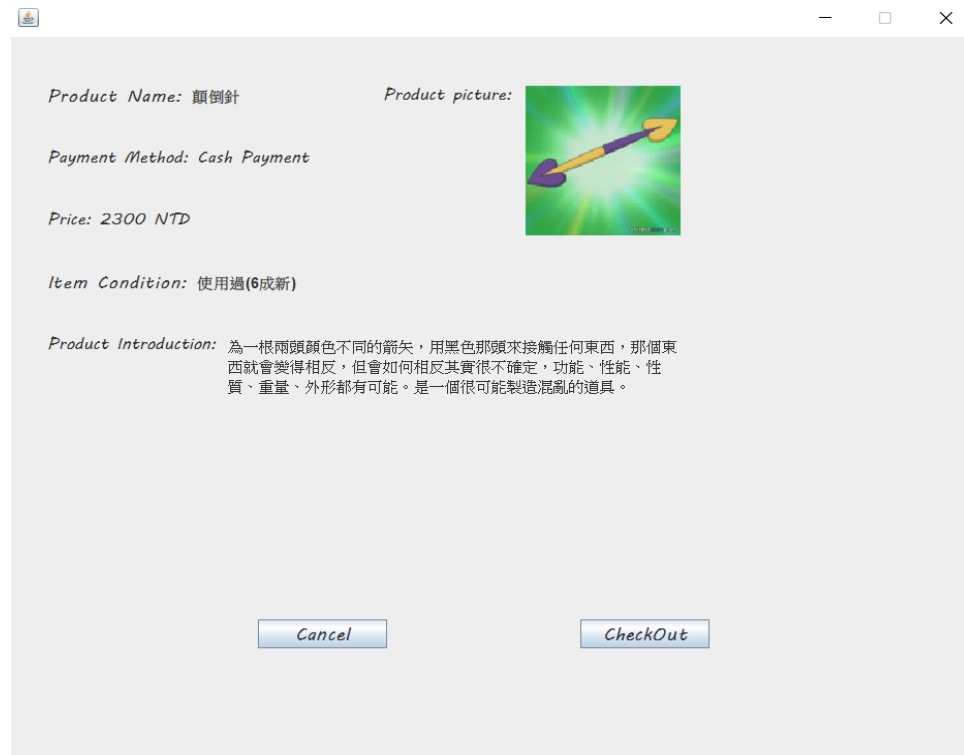 Product Name: 顛倒針
Product picture:
Payment Method: Cash Payment
Price: 2300 NTD
Item Condition: 使用過(6成新)
Product Introduction: 為一根兩頭顏色不同的箭矢，用黑色那頭來接觸任何東西，那個東
西就會變得相反，但會如何相反其實很不確定，功能、性能、性
質、重量、外形都有可能。是一個很可能製造混亂的道具。
Cancel
CheckOut